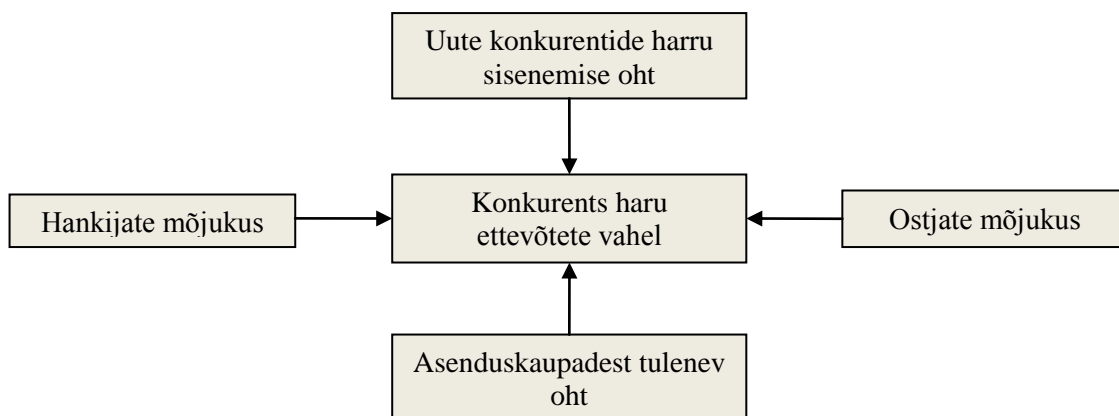 Uute konkurentide harru
sisenemise oht
Hankijate mõjukus
Konkurents haru
ettevõtete vahel
Ostjate mõjukus
Asenduskaupadest tulenev
oht